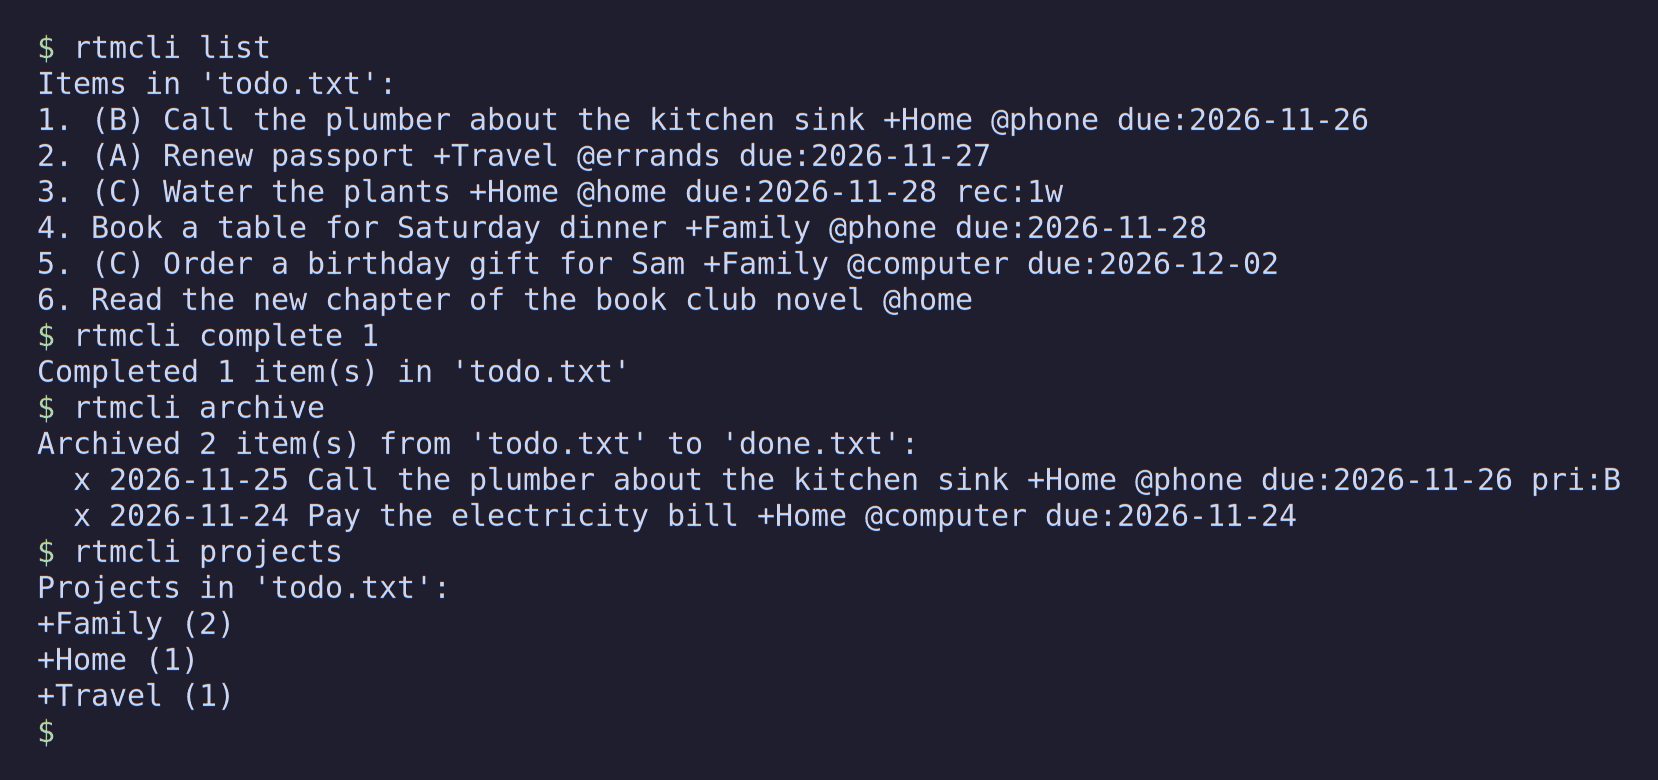 $ rtmcli list
Items in 'todo.txt':
1. (B) Call the plumber about the kitchen sink +Home @phone due:2026-11-26
2. (A) Renew passport +Travel @errands due:2026-11-27
3. (C) Water the plants +Home @home due:2026-11-28 rec:1w
4. Book a table for Saturday dinner +Family @phone due:2026-11-28
5. (C) Order a birthday gift for Sam +Family @computer due:2026-12-02
6. Read the new chapter of the book club novel @home
$ rtmcli complete 1
Completed 1 item(s) in 'todo.txt'
$ rtmcli archive
Archived 2 item(s) from 'todo.txt' to 'done.txt':
  x 2026-11-25 Call the plumber about the kitchen sink +Home @phone due:2026-11-26 pri:B
  x 2026-11-24 Pay the electricity bill +Home @computer due:2026-11-24
$ rtmcli projects
Projects in 'todo.txt':
+Family (2)
+Home (1)
+Travel (1)
$